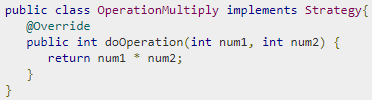 public class OperationMultiply implements Strategy{
   @Override
   public int doOperation(int num1, int num2) {
      return num1 * num2;
   }
}